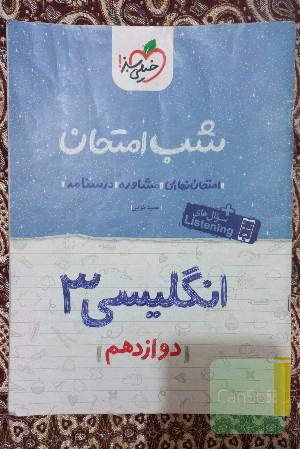 خیلی سبز
شب امتحان
امتحان نهایی | مشاوره | درسنامه
سؤال‌های
Listening
انگلیسی ۳
دوازدهم